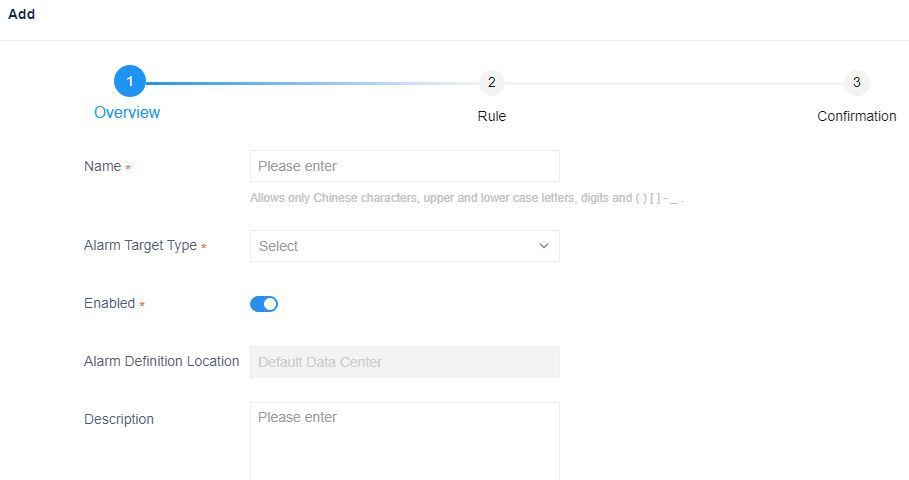 Add
1
2
3
Overview
Rule
Confirmation
Name *
Please enter
Allows only Chinese characters, upper and lower case letters, digits and ( ) [ ] - _ .
Alarm Target Type *
Select
Enabled *
Alarm Definition Location
Default Data Center
Description
Please enter